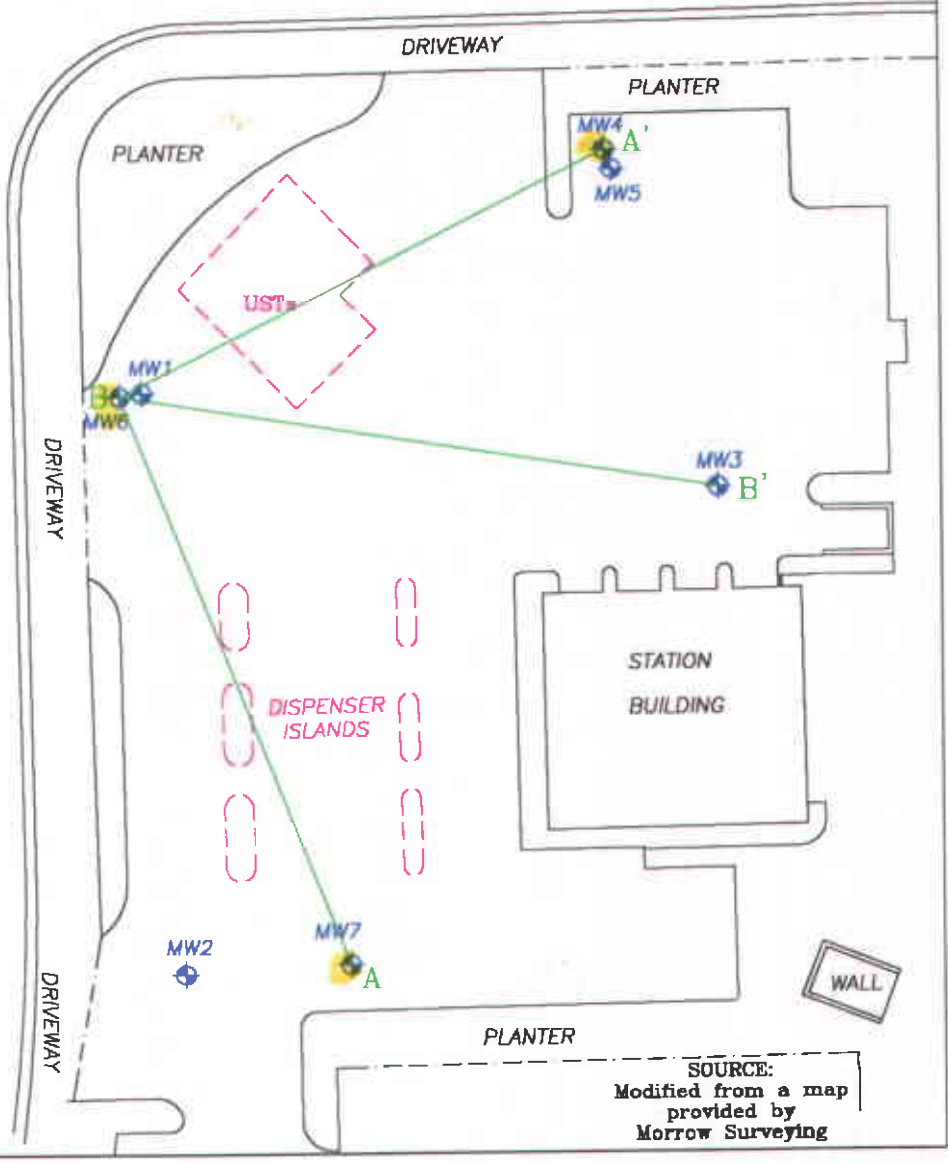 DRIVEWAY
PLANTER
PLANTER
MW4
A'
MW5
USTs
MW1
B
MW6
DRIVEWAY
MW3
B'
STATION
BUILDING
DISPENSER
ISLANDS
MW2
MW7
A
DRIVEWAY
WALL
PLANTER
SOURCE:
Modified from a map
provided by
Morrow Surveying